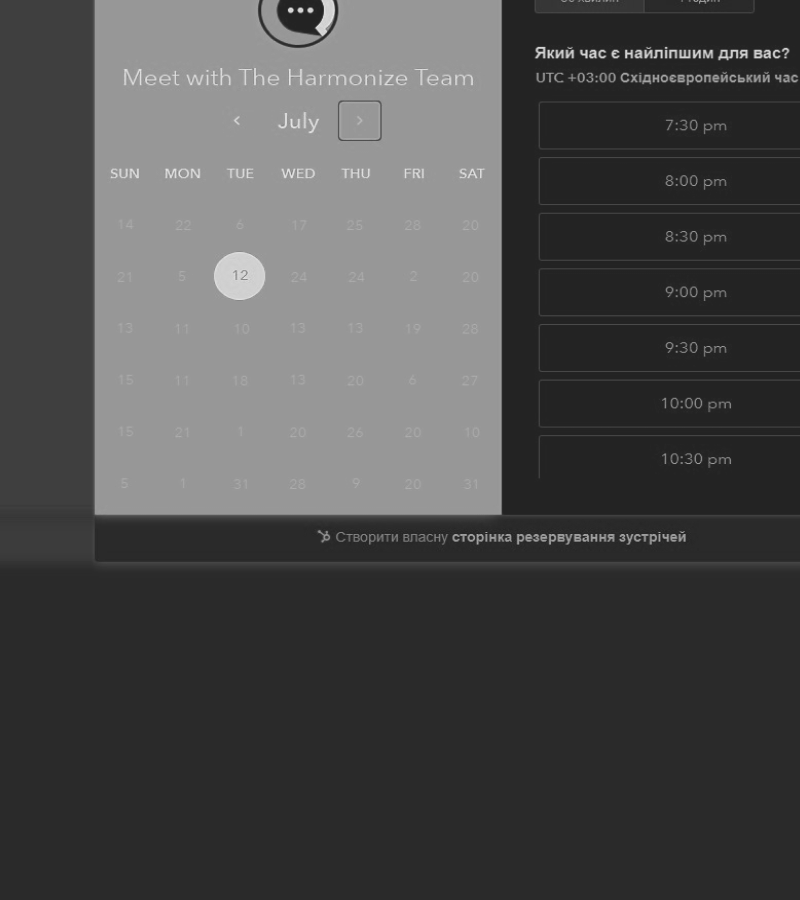 Meet with The Harmonize Team
July
SUN MON TUE WED THU FRI SAT
14 22 6 17 25 28 20
21 5 12 24 24 2 20
13 11 10 13 13 19 28
15 11 18 13 20 6 27
15 21 1 20 26 20 10
5 1 31 28 9 20 31
Який час є найліпшим для вас?
UTC +03:00 Східноєвропейський час
7:30 pm
8:00 pm
8:30 pm
9:00 pm
9:30 pm
10:00 pm
10:30 pm
Створити власну сторінка резервування зустрічей